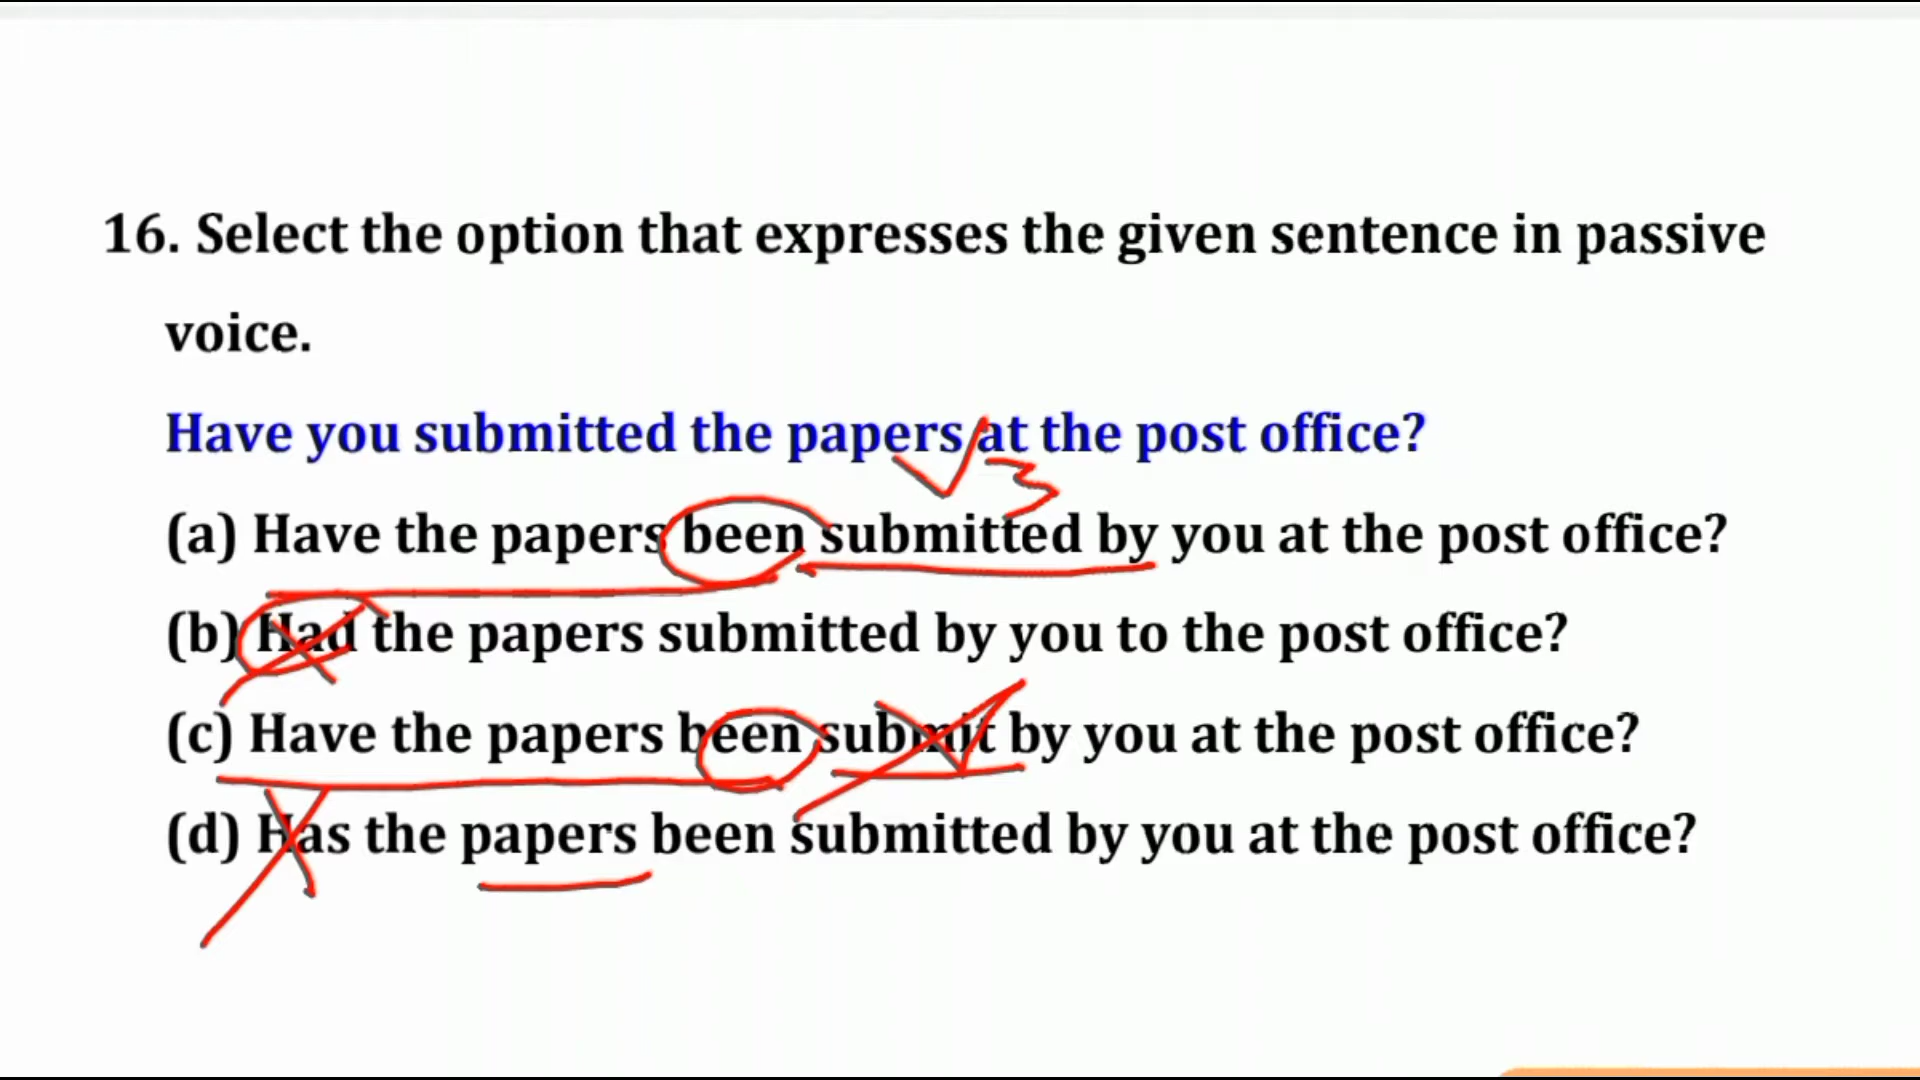 16. Select the option that expresses the given sentence in passive
voice.
Have you submitted the papers at the post office?
V3
(a) Have the papers been submitted by you at the post office?
(b) Had the papers submitted by you to the post office?
(c) Have the papers been submit by you at the post office?
(d) Has the papers been submitted by you at the post office?